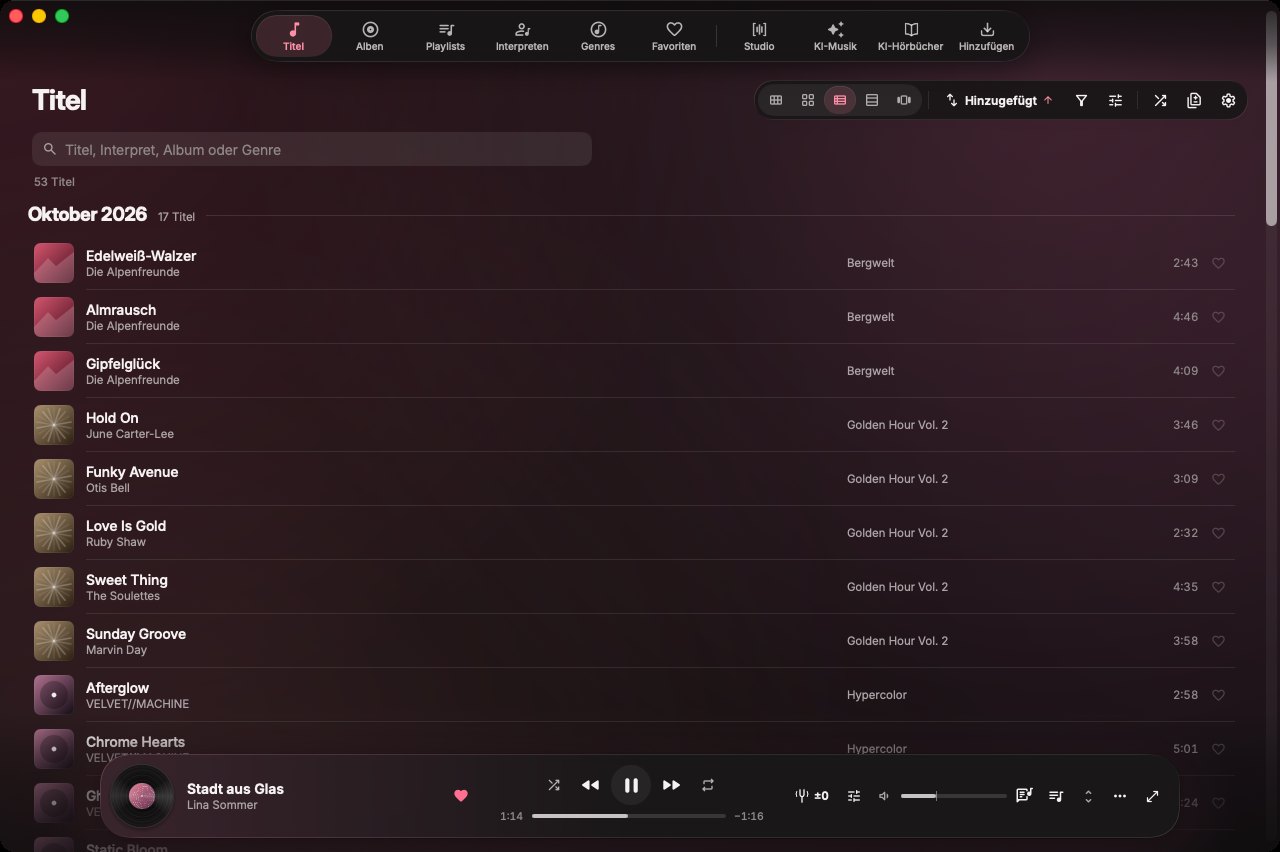 Titel
Alben
Playlists
Interpreten
Genres
Favoriten
Studio
KI-Musik
KI-Hörbücher
Hinzufügen
Titel
Hinzugefügt
Titel, Interpret, Album oder Genre
53 Titel
Oktober 2026 17 Titel
Edelweiß-Walzer
Die Alpenfreunde
Bergwelt
2:43
Almrausch
Die Alpenfreunde
Bergwelt
4:46
Gipfelglück
Die Alpenfreunde
Bergwelt
4:09
Hold On
June Carter-Lee
Golden Hour Vol. 2
3:46
Funky Avenue
Otis Bell
Golden Hour Vol. 2
3:09
Love Is Gold
Ruby Shaw
Golden Hour Vol. 2
2:32
Sweet Thing
The Soulettes
Golden Hour Vol. 2
4:35
Sunday Groove
Marvin Day
Golden Hour Vol. 2
3:58
Afterglow
VELVET//MACHINE
Hypercolor
2:58
Chrome Hearts
VELVET//MACHINE
Hypercolor
5:01
:24
Static Bloom
Stadt aus Glas
Lina Sommer
1:14
−1:16
±0